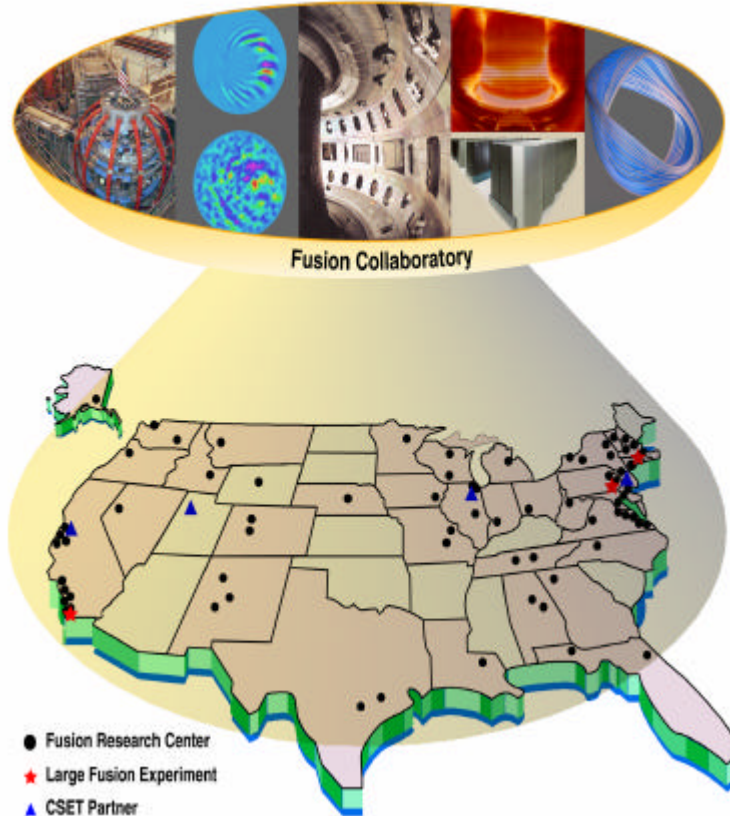 Fusion Collaboratory
Fusion Research Center
Large Fusion Experiment
CSET Partner